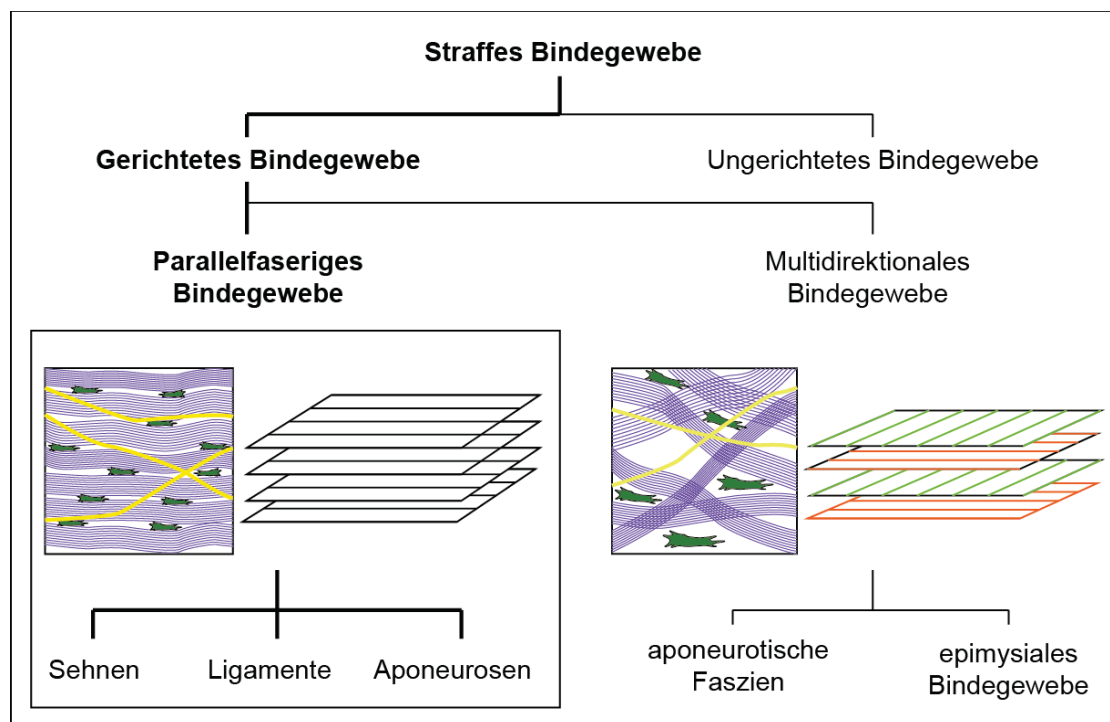 Straffes Bindegewebe
Gerichtetes Bindegewebe
Ungerichtetes Bindegewebe
Parallelfaseriges
Bindegewebe
Multidirektionales
Bindegewebe
Sehnen
Ligamente
Aponeurosen
aponeurotische
Faszien
epimysiales
Bindegewebe